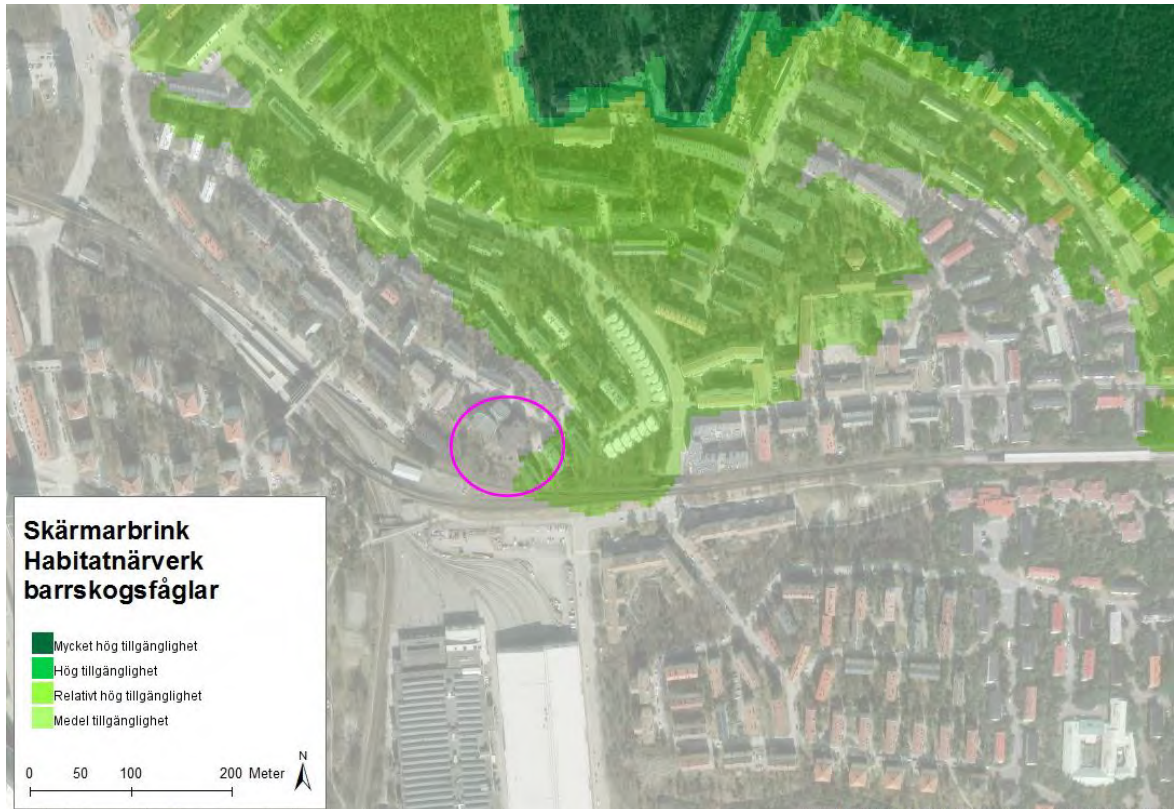 Skärmarbrink
Habitatnärverk
barrskogsfåglar
Mycket hög tillgänglighet
Hög tillgänglighet
Relativt hög tillgänglighet
Medel tillgänglighet
N
0 50 100 200 Meter